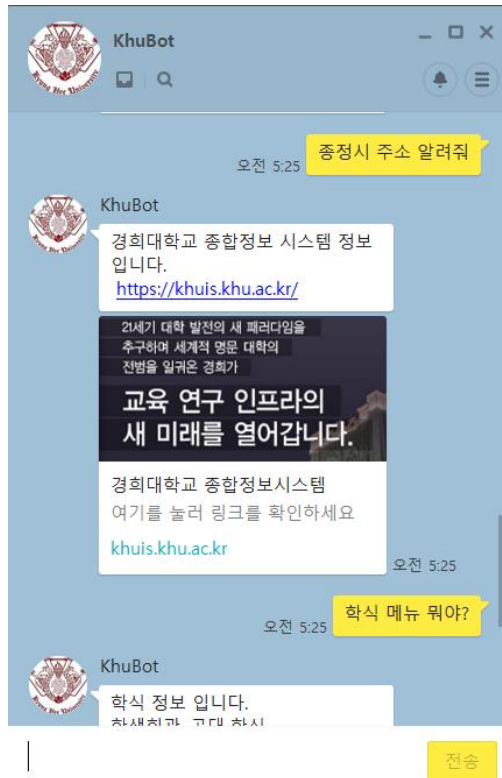 KhuBot
종정시 주소 알려줘
오전 5:25
KhuBot
경희대학교 종합정보 시스템 정보
입니다.
https://khuis.khu.ac.kr/
21세기 대학 발전의 새 패러다임을
추구하며 세계적 명문 대학의
전범을 일궈온 경희가
교육 연구 인프라의
새 미래를 열어갑니다.
경희대학교 종합정보시스템
여기를 눌러 링크를 확인하세요
khuis.khu.ac.kr
오전 5:25
학식 메뉴 뭐야?
오전 5:25
KhuBot
학식 정보 입니다.
전송